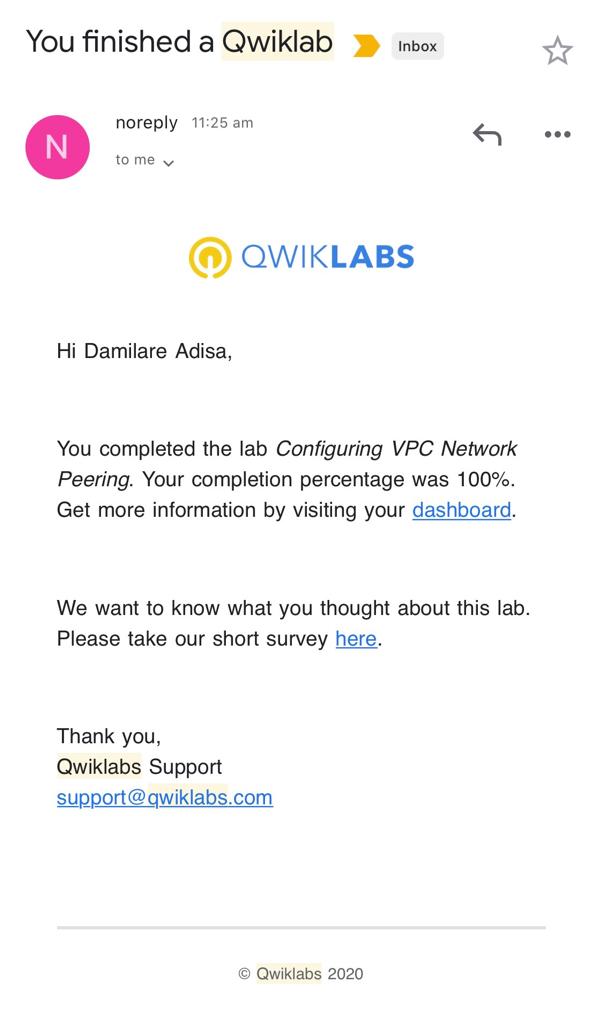 You finished a Qwiklab Inbox
N
noreply 11:25 am
to me
QWIKLABS
Hi Damilare Adisa,
You completed the lab Configuring VPC Network
Peering. Your completion percentage was 100%.
Get more information by visiting your dashboard.
We want to know what you thought about this lab.
Please take our short survey here.
Thank you,
Qwiklabs Support
support@qwiklabs.com
© Qwiklabs 2020